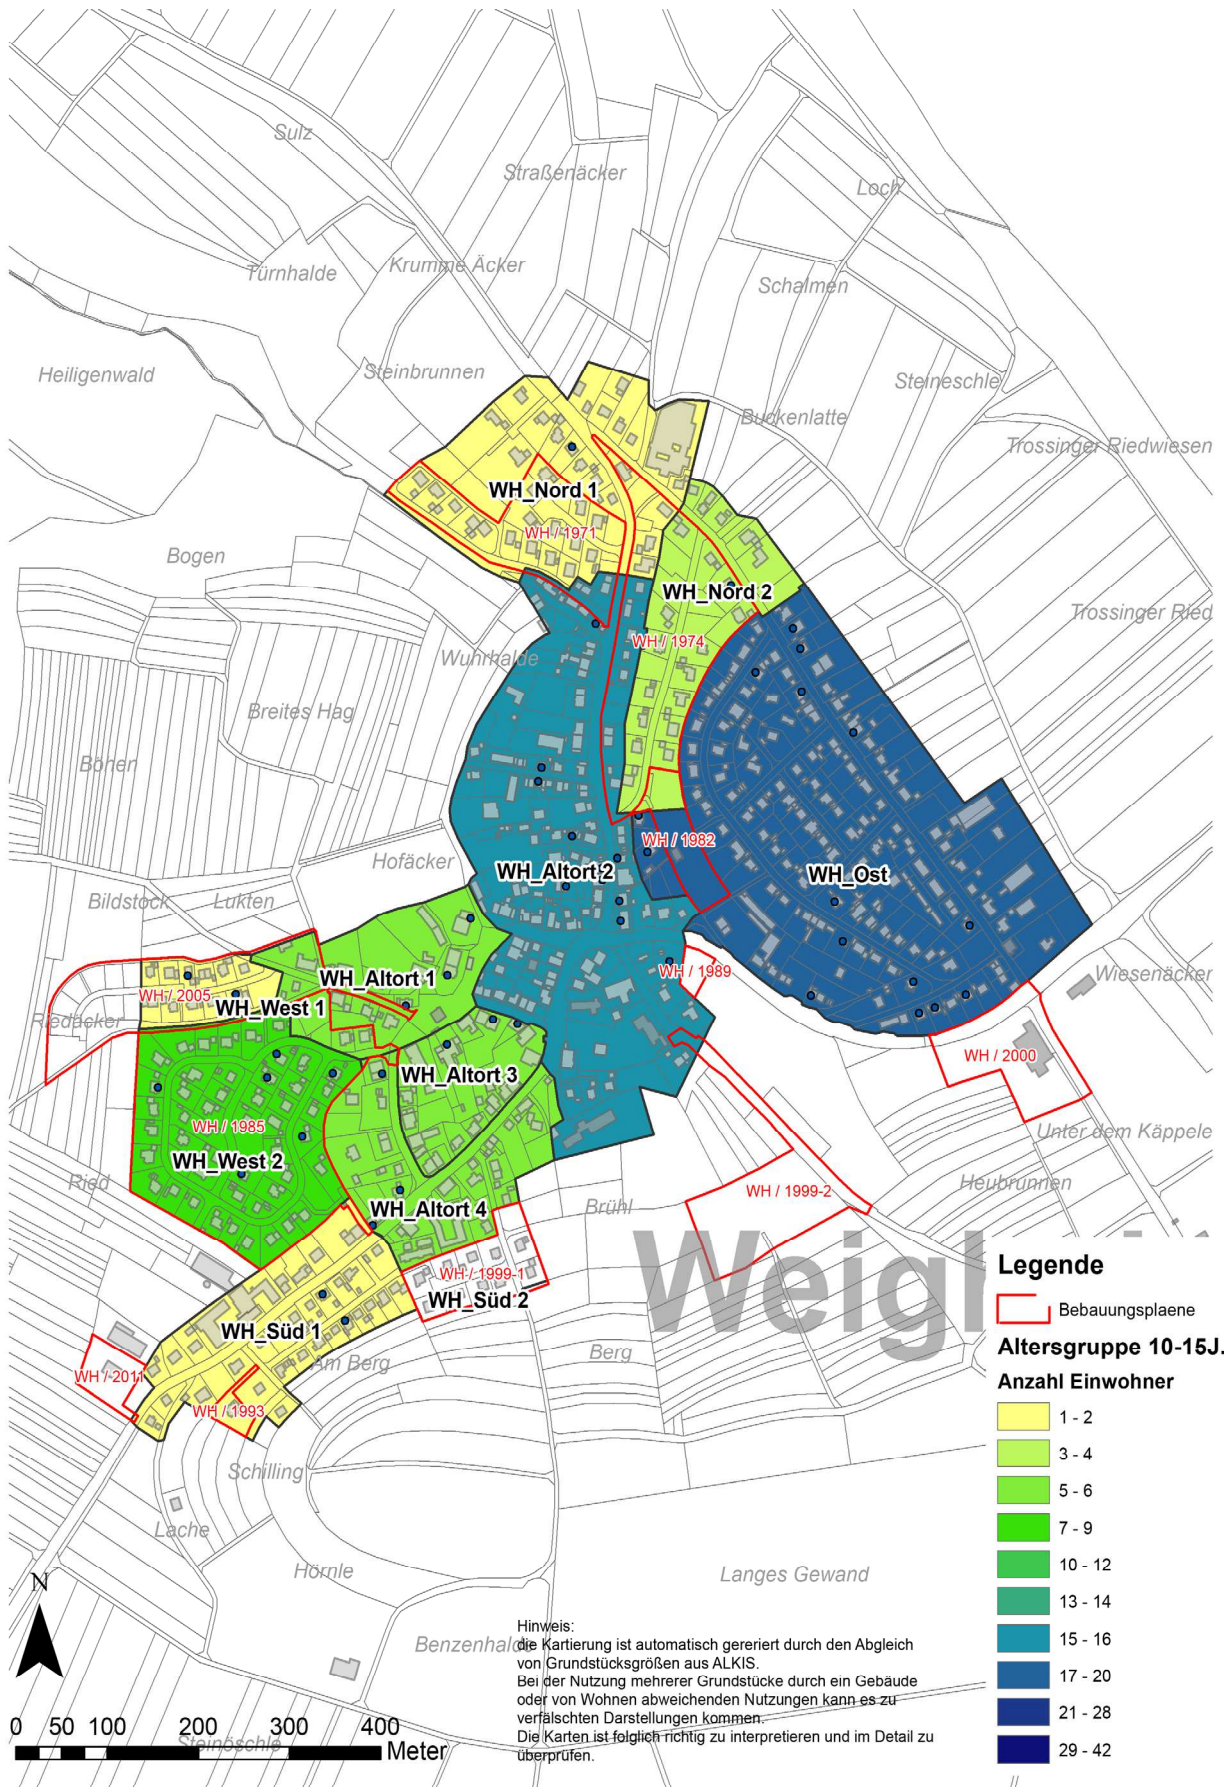 Sulz
Straßenäcker
Loch
Türnhalde
Krumme Äcker
Schalmen
Heiligenwald
Steinbrunnen
Steineschle
Buckenlatte
Trossinger Riedwiesen
WH_Nord 1
WH / 1971
Bogen
WH_Nord 2
Trossinger Ried
WH / 1974
Wuhrhalde
Breites Hag
Bönen
WH / 1982
Hofäcker
WH_Altort 2
WH_Ost
Bildstock
Lukten
WH_Altort 1
WH / 1989
Wiesenäcker
WH / 2005
WH_West 1
Riedäcker
WH / 2000
WH_Altort 3
WH / 1985
Unter dem Käppele
WH_West 2
Ried
WH / 1999-2
Heubrunnen
WH_Altort 4
Brühl
WH / 1999-1
WH_Süd 2
WH_Süd 1
Berg
Am Berg
WH / 2011
WH / 1993
Schilling
Lache
Hörnle
Langes Gewand
Benzenhalde
Steinöschle
Legende
Bebauungsplaene
Altersgruppe 10-15J.
Anzahl Einwohner
1 - 2
3 - 4
5 - 6
7 - 9
10 - 12
13 - 14
15 - 16
17 - 20
21 - 28
29 - 42
N
0 50 100 200 300 400
Meter
Hinweis:
die Kartierung ist automatisch gereriert durch den Abgleich
von Grundstücksgrößen aus ALKIS.
Bei der Nutzung mehrerer Grundstücke durch ein Gebäude
oder von Wohnen abweichenden Nutzungen kann es zu
verfälschten Darstellungen kommen.
Die Karten ist folglich richtig zu interpretieren und im Detail zu
überprüfen.